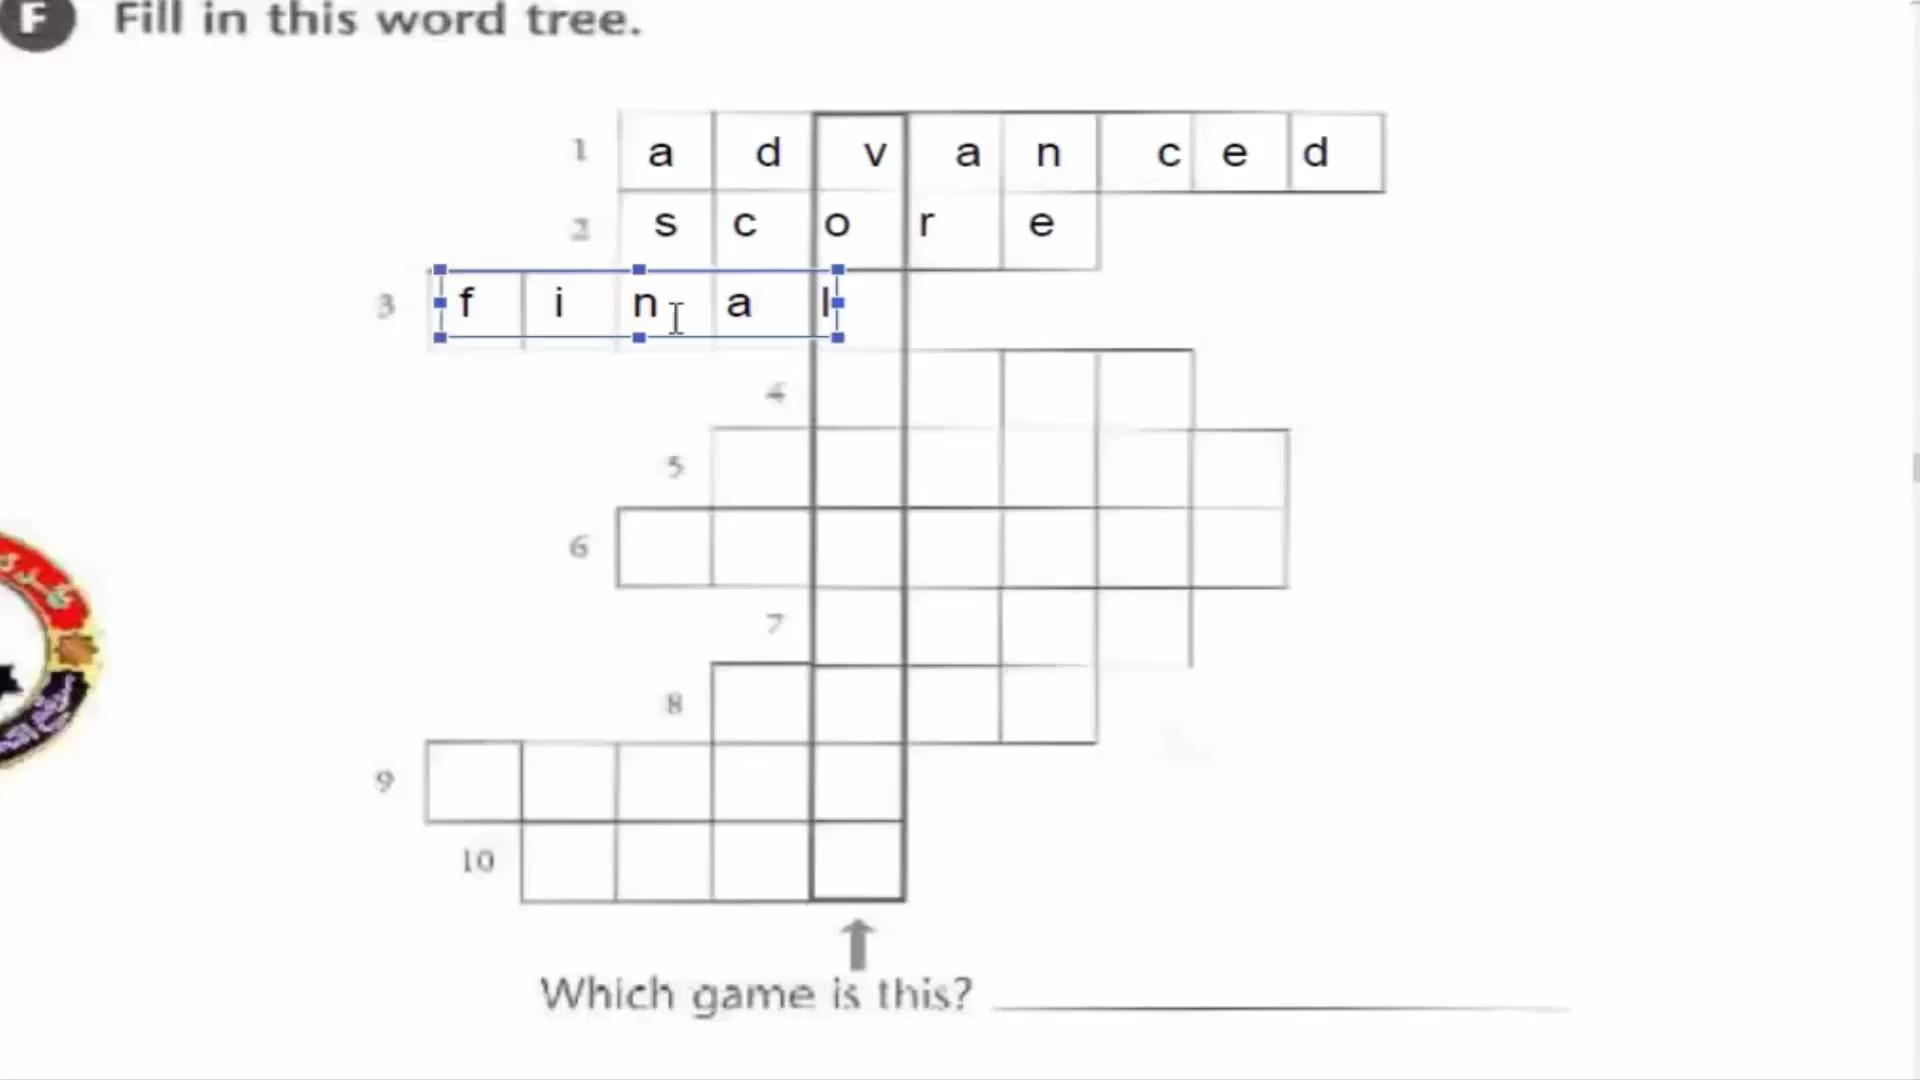 F Fill in this word tree.
1 a d v a n c e d
2 s c o r e
3 f i n a l
4
5
6
7
8
9
10
Which game is this?